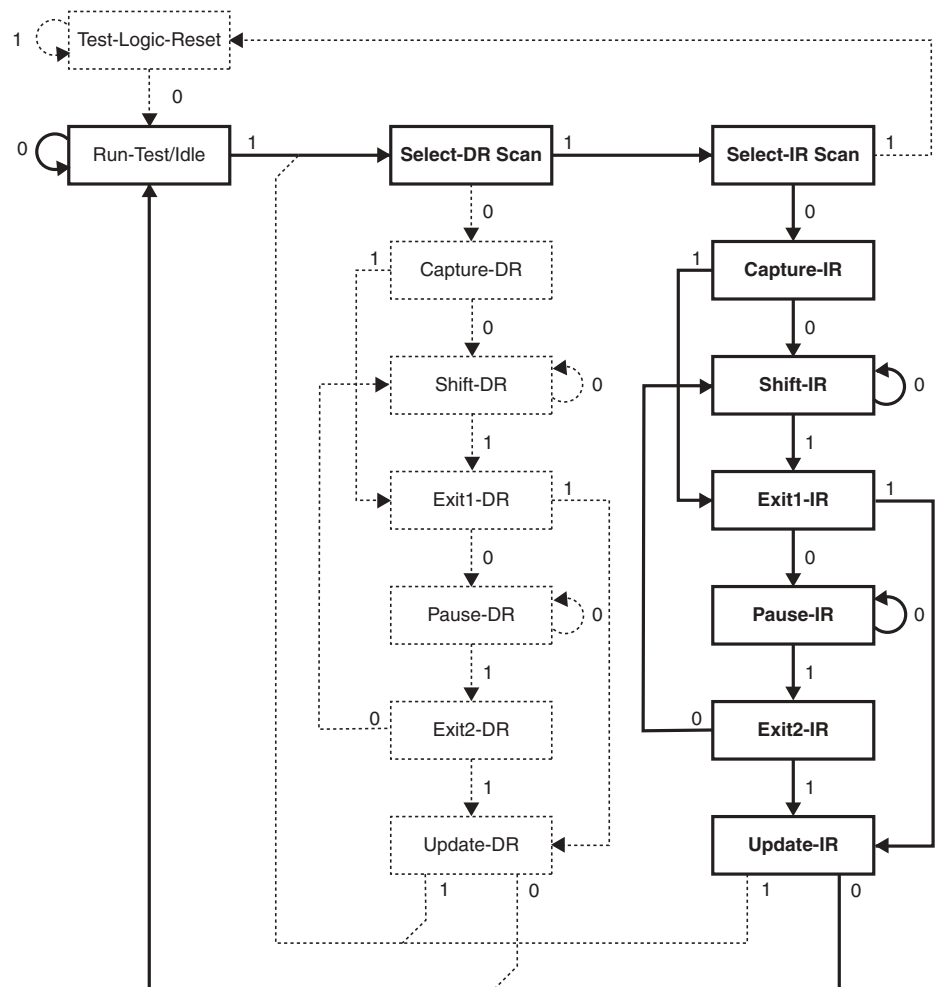 1 Test-Logic-Reset
0
0 Run-Test/Idle 1 Select-DR Scan 1 Select-IR Scan 1
0 0
1 Capture-DR 1 Capture-IR
0 0
Shift-DR 0 Shift-IR 0
1 1
Exit1-DR 1 Exit1-IR 1
0 0
Pause-DR 0 Pause-IR 0
1 1
0 Exit2-DR 0 Exit2-IR
1 1
Update-DR Update-IR
1 0 1 0